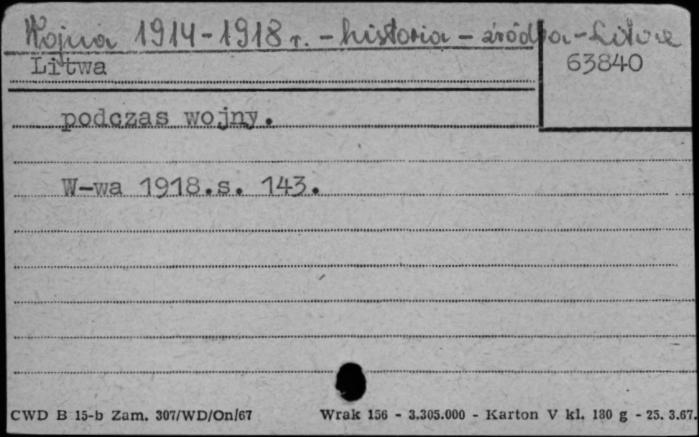 Wojna 1914-1918 r. - historia - źródła - Litwa
Litwa
63840
podczas wojny.
W-wa 1918.s. 143.
CWD B 15-b Zam. 307/WD/On/67 Wrak 156 - 3.305.000 - Karton V kl. 180 g - 25. 3.67.